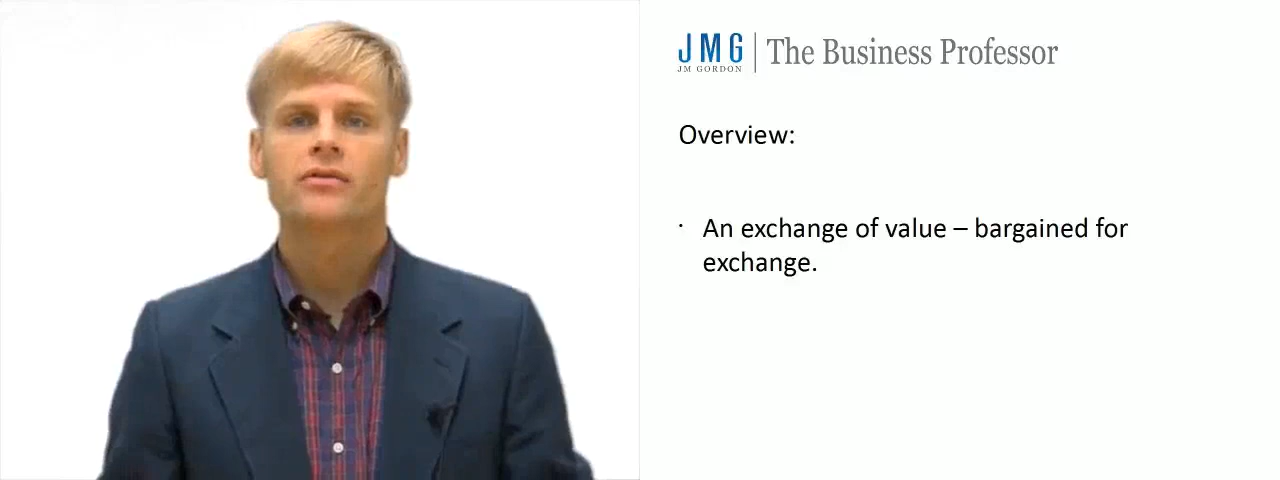 JMG
JM GORDON
The Business Professor
Overview:
· An exchange of value – bargained for
exchange.